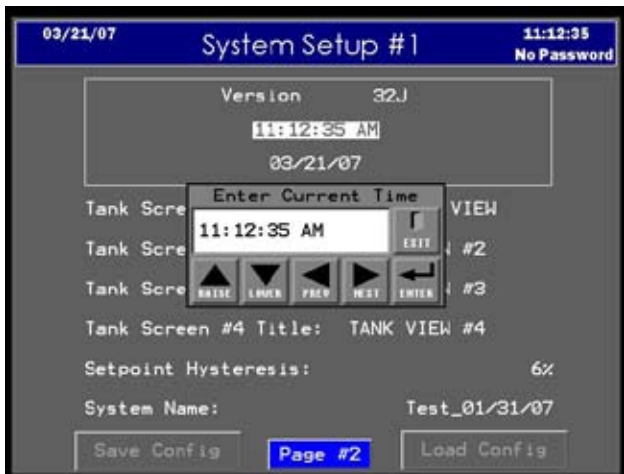 03/21/07 System Setup #1 11:12:35
No Password
Version 32J
11:12:35 AM
03/21/07
Enter Current Time
11:12:35 AM
EXIT
RAISE LOWER PREV NEXT ENTER
Tank Scre VIEW
Tank Scre #2
Tank Scre #3
Tank Screen #4 Title: TANK VIEW #4
Setpoint Hysteresis: 6%
System Name: Test_01/31/07
Save Config Page #2 Load Config